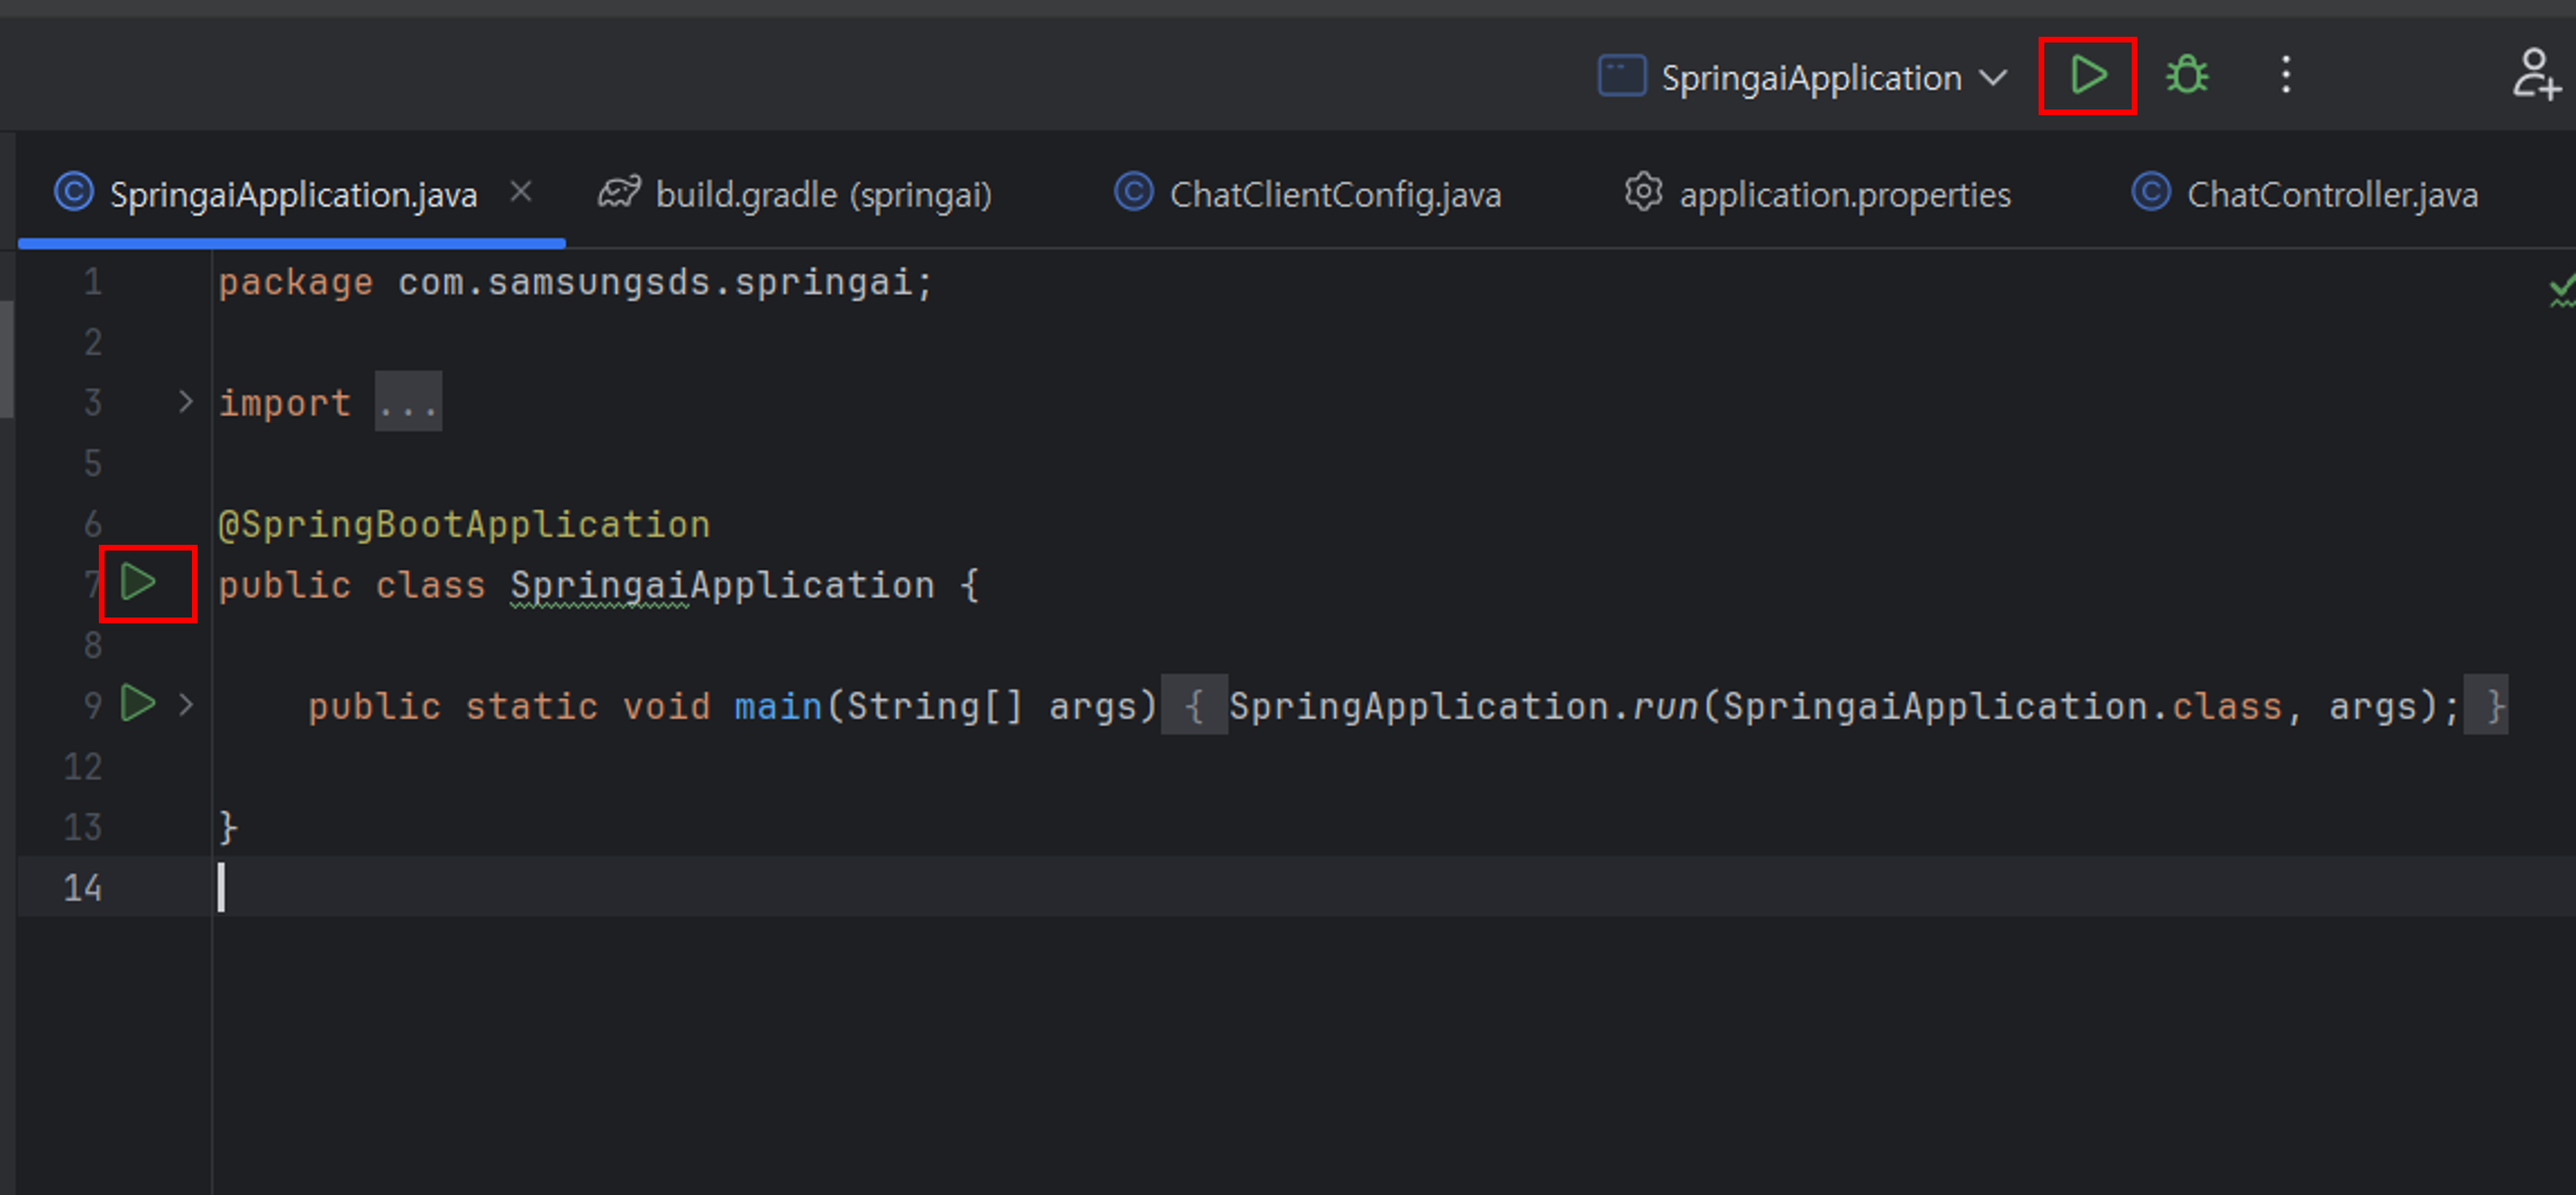 SpringaiApplication
SpringaiApplication.java build.gradle (springai) ChatClientConfig.java application.properties ChatController.java
1 package com.samsungsds.springai;
2
3 import ...
5
6 @SpringBootApplication
7 public class SpringaiApplication {
8
9 public static void main(String[] args) { SpringApplication.run(SpringaiApplication.class, args); }
12
13 }
14